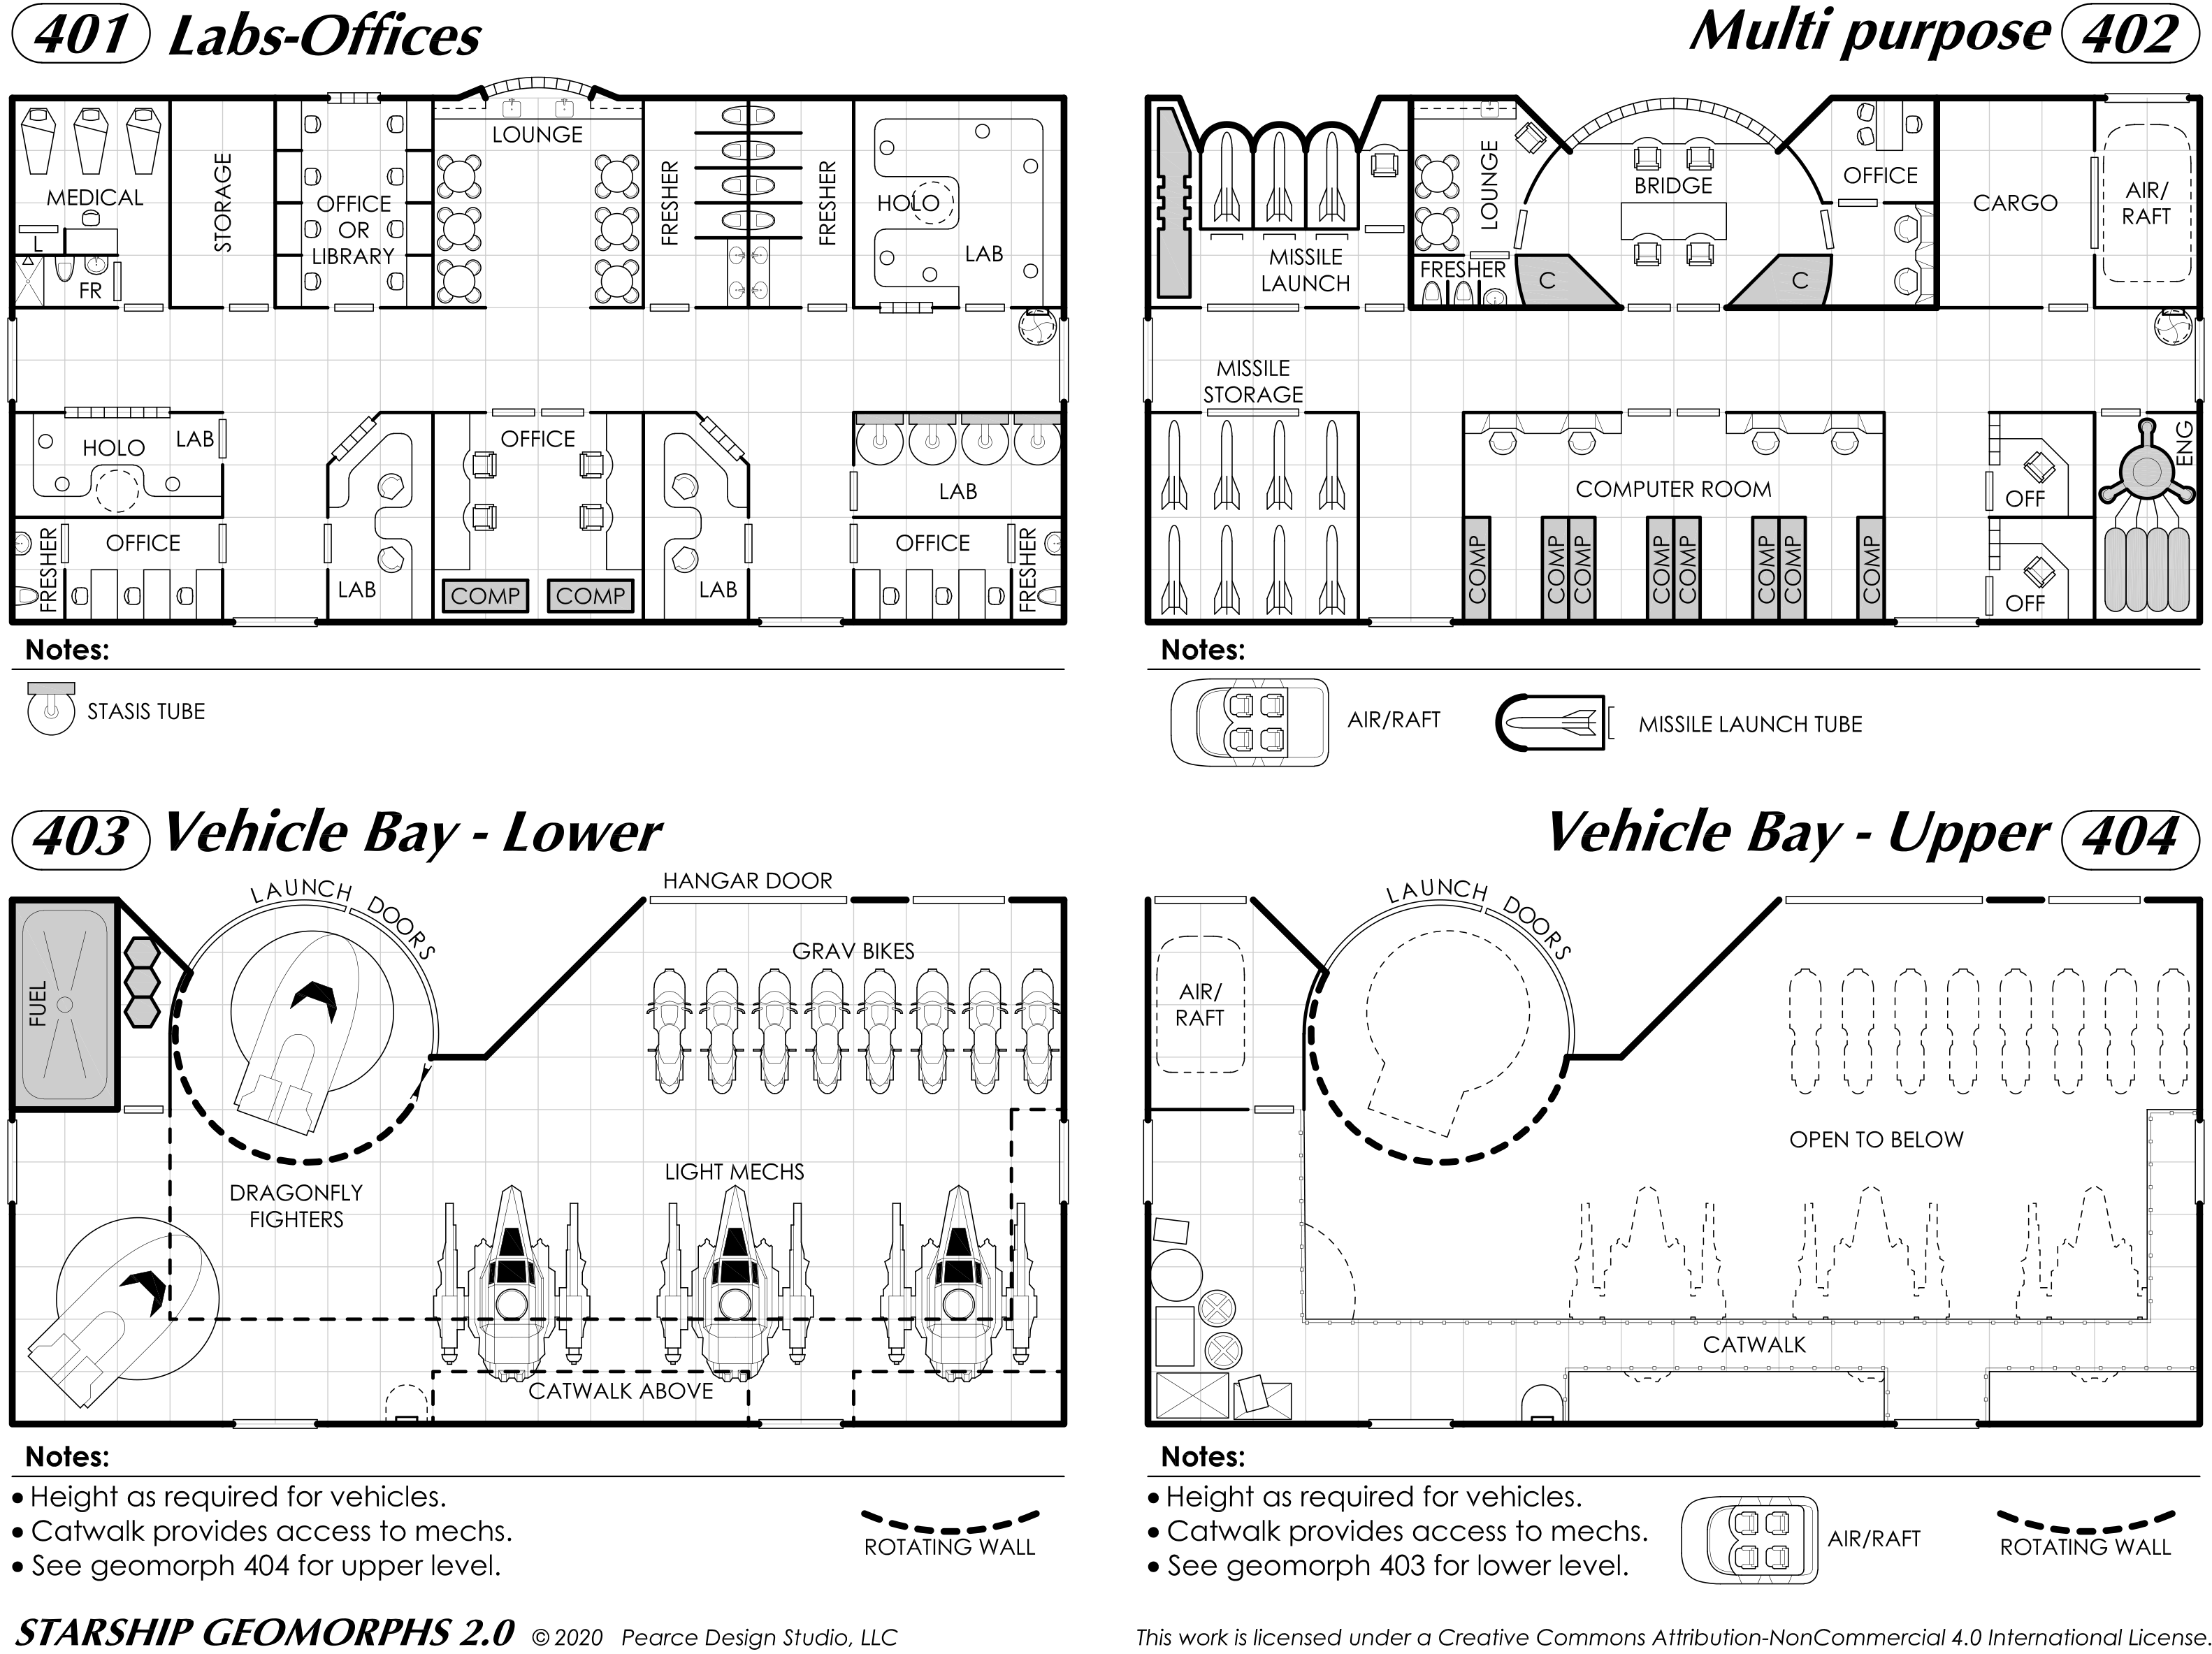 401 Labs-Offices
Multi purpose 402
MEDICAL
L
FR
STORAGE
OFFICE
OR
LIBRARY
LOUNGE
FRESHER
FRESHER
HOLO
LAB
HOLO
LAB
FRESHER
OFFICE
LAB
OFFICE
COMP
COMP
LAB
LAB
OFFICE
FRESHER
Notes:
STASIS TUBE
MISSILE
LAUNCH
LOUNGE
FRESHER
C
BRIDGE
C
OFFICE
CARGO
AIR/
RAFT
MISSILE
STORAGE
COMPUTER ROOM
COMP
COMP
COMP
COMP
COMP
COMP
COMP
COMP
OFF
OFF
ENG
Notes:
AIR/RAFT
MISSILE LAUNCH TUBE
403 Vehicle Bay - Lower
Vehicle Bay - Upper 404
FUEL
LAUNCH DOORS
HANGAR DOOR
GRAV BIKES
LIGHT MECHS
DRAGONFLY
FIGHTERS
CATWALK ABOVE
Notes:
• Height as required for vehicles.
• Catwalk provides access to mechs.
• See geomorph 404 for upper level.
ROTATING WALL
LAUNCH DOORS
AIR/
RAFT
OPEN TO BELOW
CATWALK
Notes:
• Height as required for vehicles.
• Catwalk provides access to mechs.
• See geomorph 403 for lower level.
AIR/RAFT
ROTATING WALL
STARSHIP GEOMORPHS 2.0 © 2020 Pearce Design Studio, LLC
This work is licensed under a Creative Commons Attribution-NonCommercial 4.0 International License.